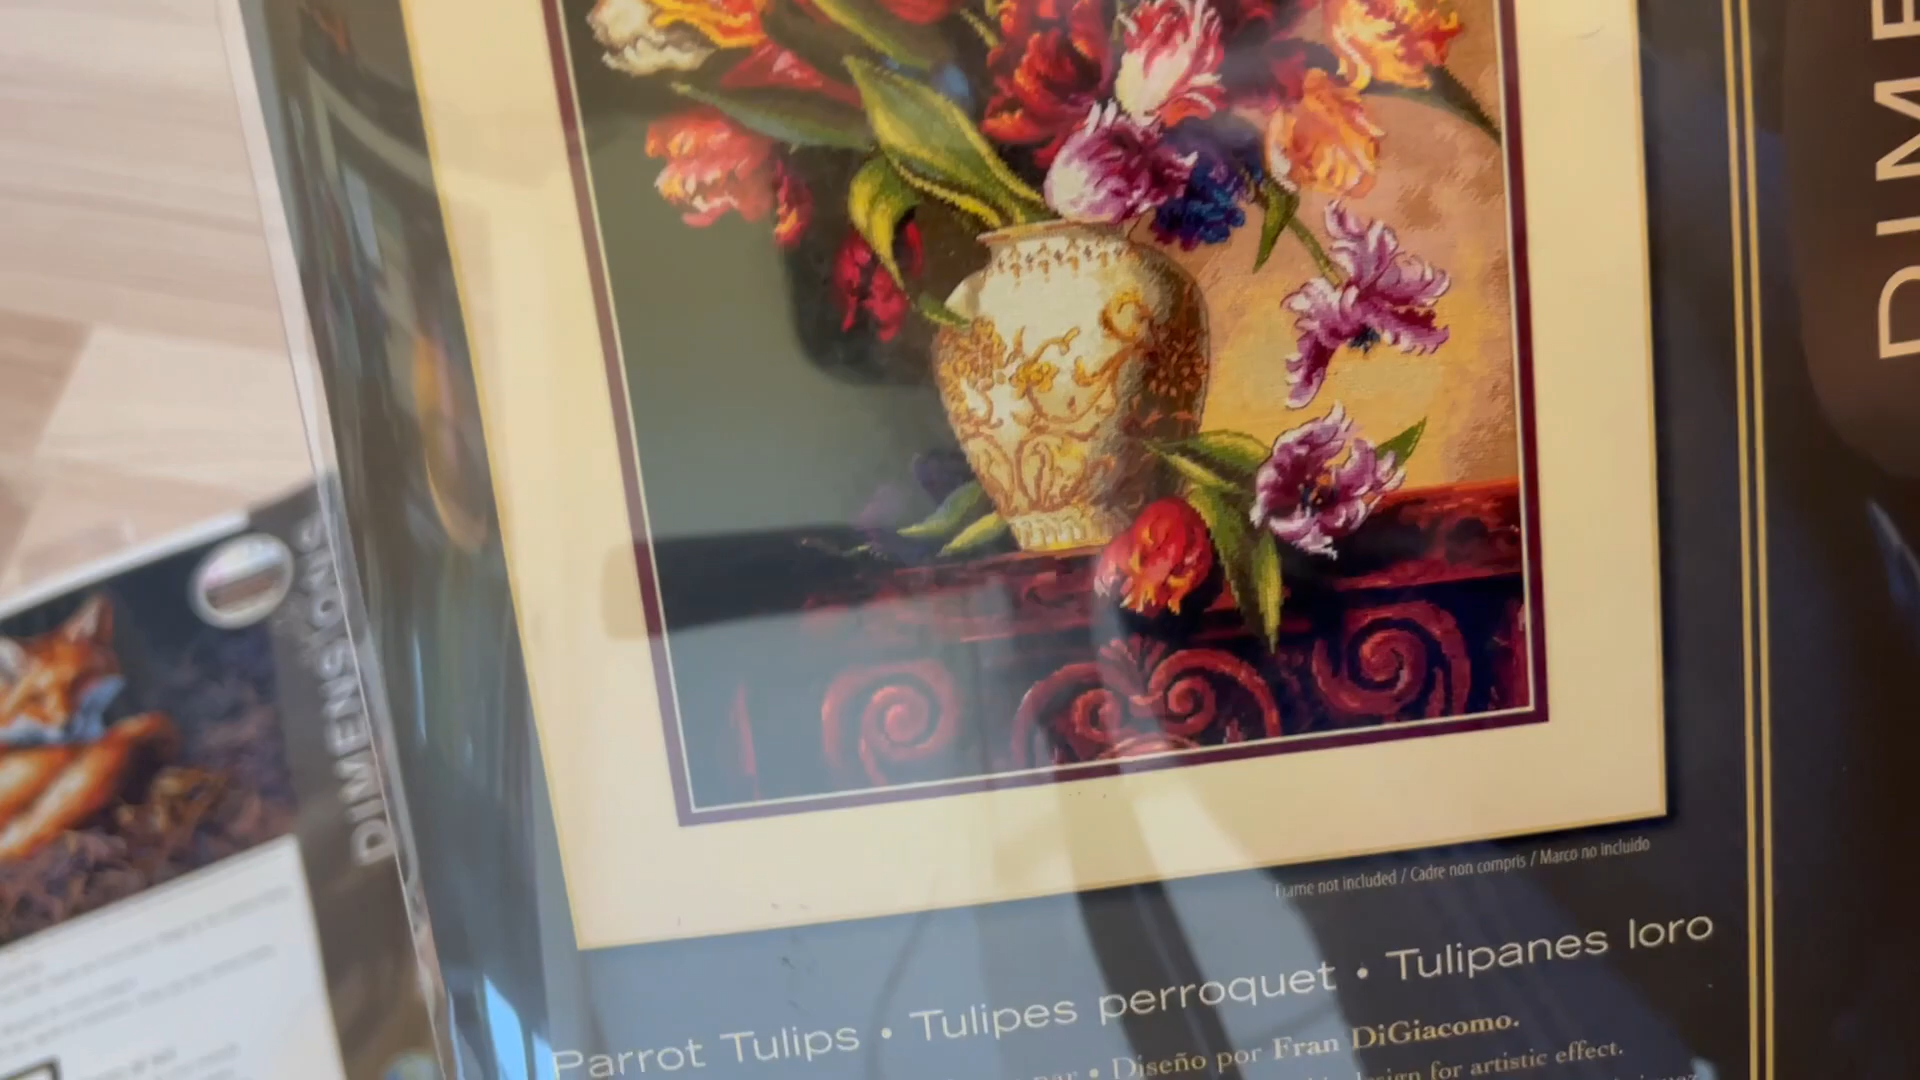 DIME
DIMENSIONS
Frame not included / Cadre non compris / Marco no incluido
Parrot Tulips • Tulipes perroquet • Tulipanes loro
• Diseño por Fran DiGiacomo.
design for artistic effect.